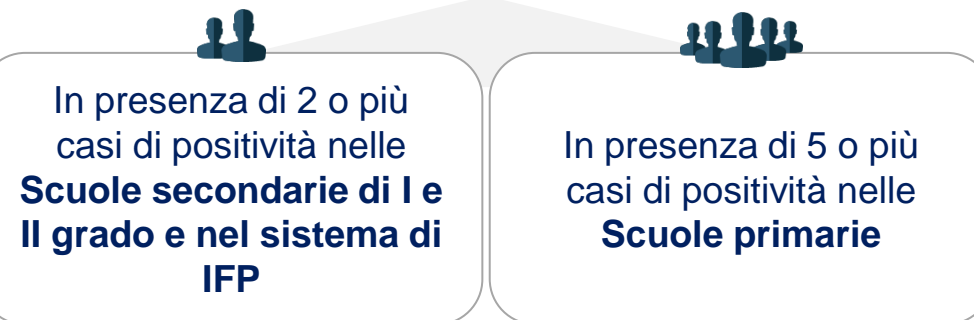 In presenza di 2 o più
casi di positività nelle
Scuole secondarie di I e
II grado e nel sistema di
IFP
In presenza di 5 o più
casi di positività nelle
Scuole primarie